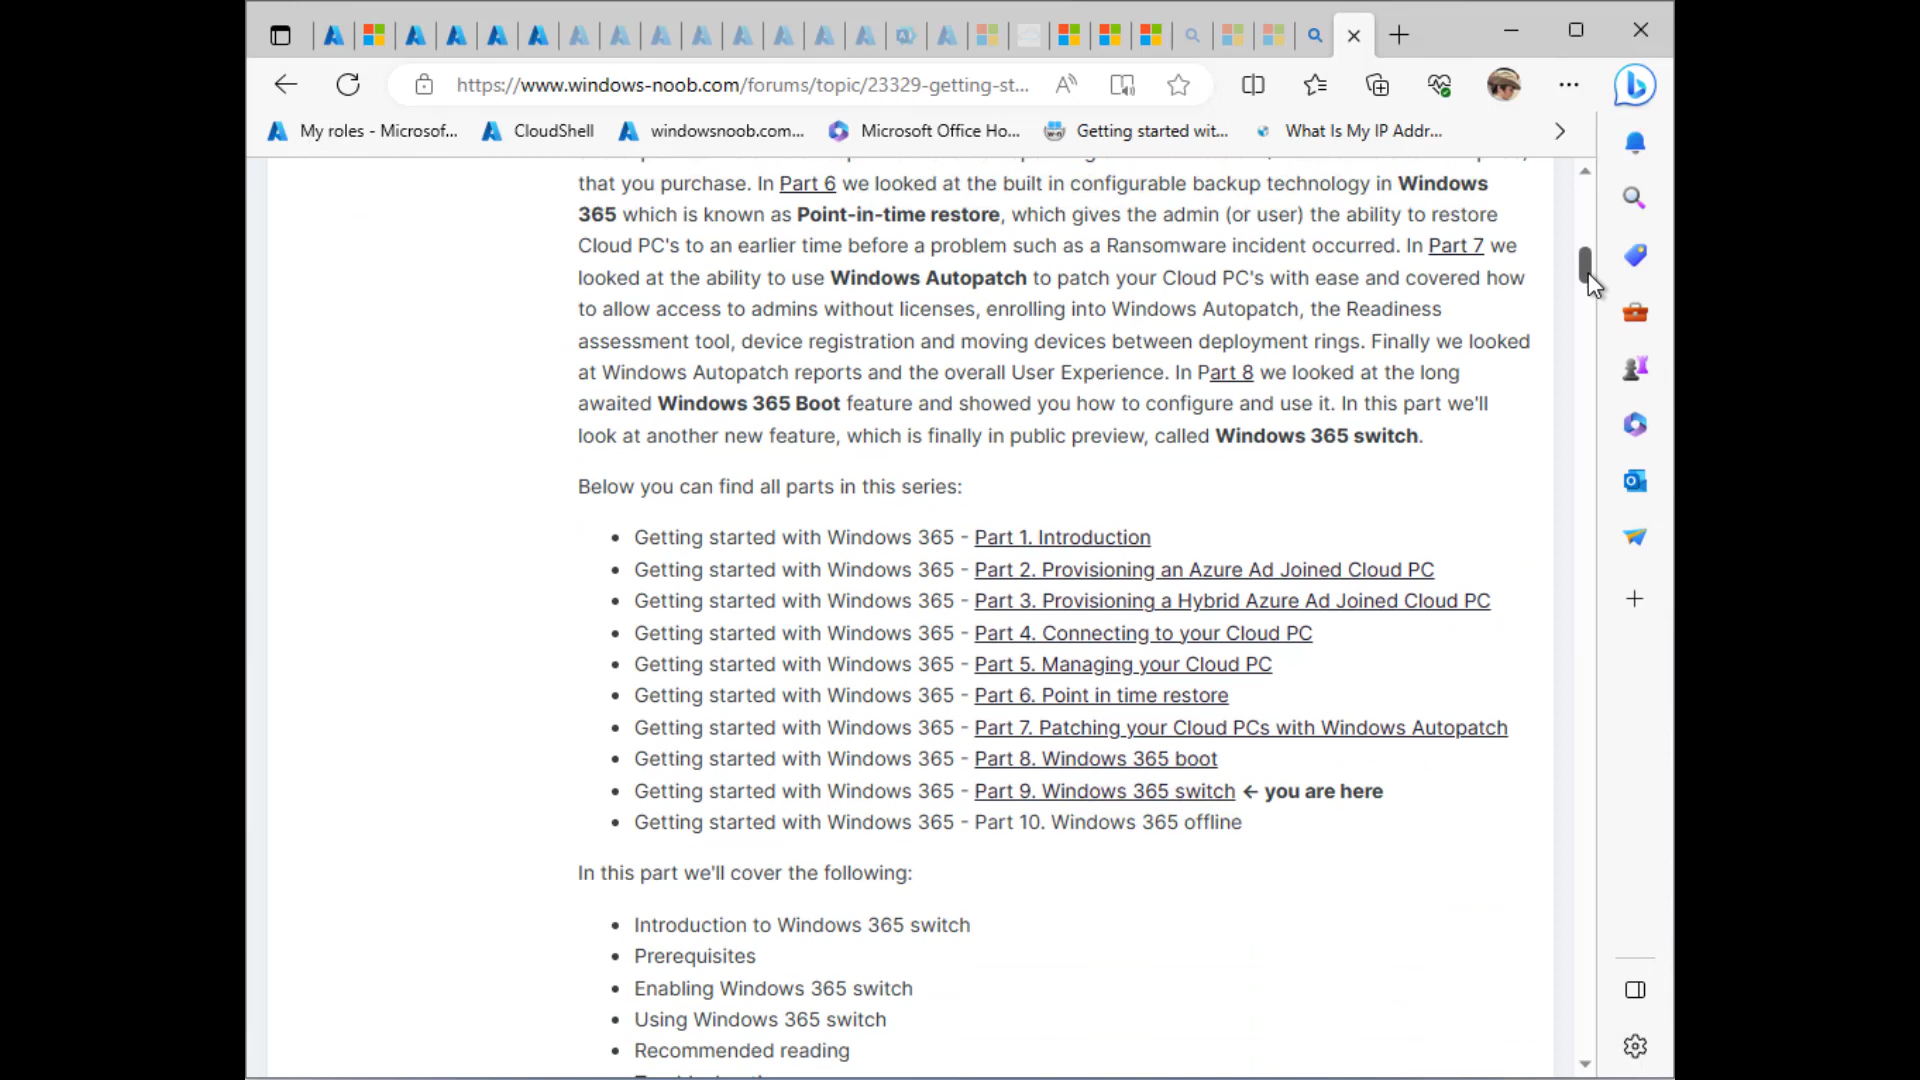 https://www.windows-noob.com/forums/topic/23329-getting-st...
My roles - Microsof... CloudShell windowsnoob.com... Microsoft Office Ho... Getting started wit... What Is My IP Addr...
that you purchase. In Part 6 we looked at the built in configurable backup technology in Windows
365 which is known as Point-in-time restore, which gives the admin (or user) the ability to restore
Cloud PC's to an earlier time before a problem such as a Ransomware incident occurred. In Part 7 we
looked at the ability to use Windows Autopatch to patch your Cloud PC's with ease and covered how
to allow access to admins without licenses, enrolling into Windows Autopatch, the Readiness
assessment tool, device registration and moving devices between deployment rings. Finally we looked
at Windows Autopatch reports and the overall User Experience. In Part 8 we looked at the long
awaited Windows 365 Boot feature and showed you how to configure and use it. In this part we'll
look at another new feature, which is finally in public preview, called Windows 365 switch.
Below you can find all parts in this series:
• Getting started with Windows 365 - Part 1. Introduction
• Getting started with Windows 365 - Part 2. Provisioning an Azure Ad Joined Cloud PC
• Getting started with Windows 365 - Part 3. Provisioning a Hybrid Azure Ad Joined Cloud PC
• Getting started with Windows 365 - Part 4. Connecting to your Cloud PC
• Getting started with Windows 365 - Part 5. Managing your Cloud PC
• Getting started with Windows 365 - Part 6. Point in time restore
• Getting started with Windows 365 - Part 7. Patching your Cloud PCs with Windows Autopatch
• Getting started with Windows 365 - Part 8. Windows 365 boot
• Getting started with Windows 365 - Part 9. Windows 365 switch ← you are here
• Getting started with Windows 365 - Part 10. Windows 365 offline
In this part we'll cover the following:
• Introduction to Windows 365 switch
• Prerequisites
• Enabling Windows 365 switch
• Using Windows 365 switch
• Recommended reading